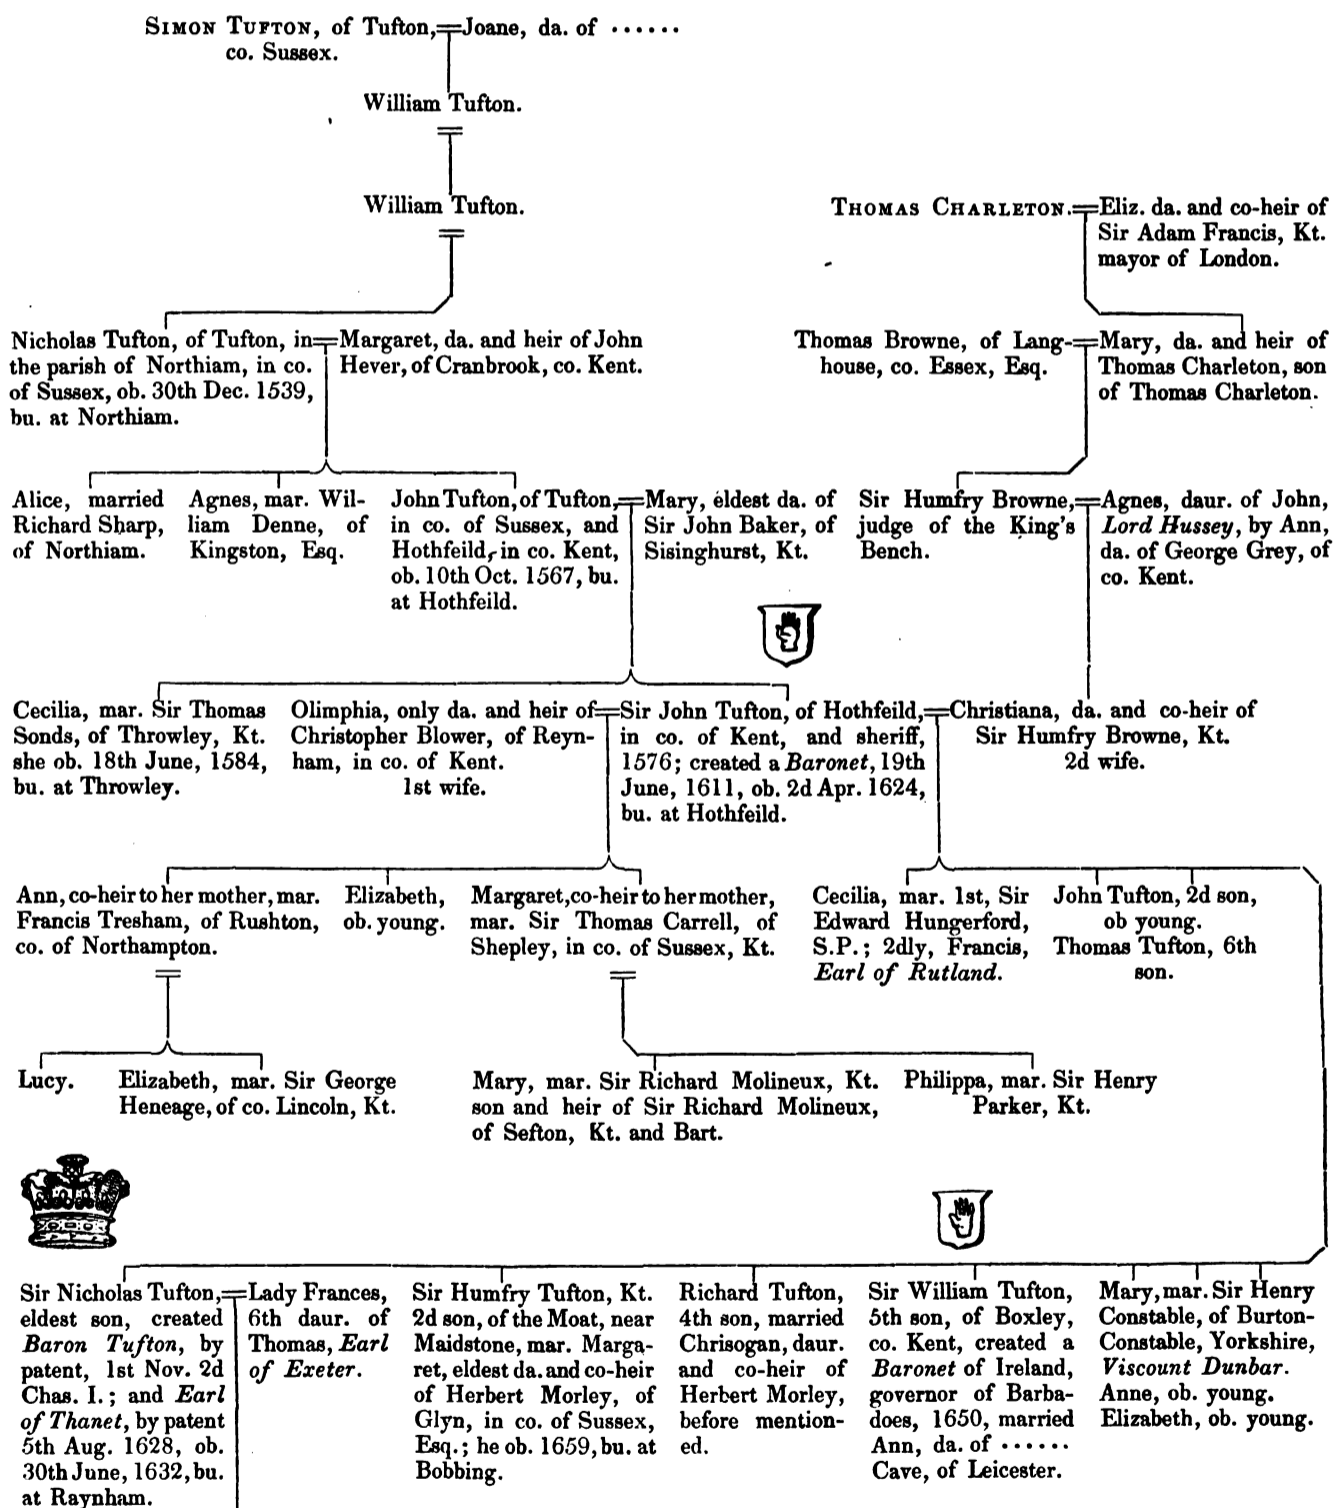 SIMON TUFTON, of Tufton,=Joane, da. of ······
co. Sussex.
William Tufton.
William Tufton.
THOMAS CHARLETON.=Eliz. da. and co-heir of
Sir Adam Francis, Kt.
mayor of London.
Nicholas Tufton, of Tufton, in=Margaret, da. and heir of John
the parish of Northiam, in co.
of Sussex, ob. 30th Dec. 1539,
bu. at Northiam.
Hever, of Cranbrook, co. Kent.
Thomas Browne, of Lang-=Mary, da. and heir of
house, co. Essex, Esq.
Thomas Charleton, son
of Thomas Charleton.
Alice, married
Richard Sharp,
of Northiam.
Agnes, mar. Wil-
liam Denne, of
Kingston, Esq.
John Tufton, of Tufton,=Mary, eldest da. of
in co. of Sussex, and
Hothfeild, in co. Kent,
ob. 10th Oct. 1567, bu.
at Hothfeild.
Sir John Baker, of
Sisinghurst, Kt.
Sir Humfry Browne,=Agnes, daur. of John,
judge of the King's
Bench.
Lord Hussey, by Ann,
da. of George Grey, of
co. Kent.
Cecilia, mar. Sir Thomas
Sonds, of Throwley, Kt.
she ob. 18th June, 1584,
bu. at Throwley.
Olimphia, only da. and heir of=Sir John Tufton, of Hothfeild,=Christiana, da. and co-heir of
Christopher Blower, of Reyn-
ham, in co. of Kent.
1st wife.
in co. of Kent, and sheriff,
1576; created a Baronet, 19th
June, 1611, ob. 2d Apr. 1624,
bu. at Hothfeild.
Sir Humfry Browne, Kt.
2d wife.
Ann, co-heir to her mother, mar.
Francis Tresham, of Rushton,
co. of Northampton.
Elizabeth,
ob. young.
Margaret, co-heir to her mother,
mar. Sir Thomas Carrell, of
Shepley, in co. of Sussex, Kt.
Cecilia, mar. 1st, Sir
Edward Hungerford,
S.P.; 2dly, Francis,
Earl of Rutland.
John Tufton, 2d son,
ob young.
Thomas Tufton, 6th
son.
Lucy.
Elizabeth, mar. Sir George
Heneage, of co. Lincoln, Kt.
Mary, mar. Sir Richard Molineux, Kt.
son and heir of Sir Richard Molineux,
of Sefton, Kt. and Bart.
Philippa, mar. Sir Henry
Parker, Kt.
Sir Nicholas Tufton,=Lady Frances,
eldest son, created
Baron Tufton, by
patent, 1st Nov. 2d
Chas. I.; and Earl
of Thanet, by patent
5th Aug. 1628, ob.
30th June, 1632, bu.
at Raynham.
6th daur. of
Thomas, Earl
of Exeter.
Sir Humfry Tufton, Kt.
2d son, of the Moat, near
Maidstone, mar. Marga-
ret, eldest da. and co-heir
of Herbert Morley, of
Glyn, in co. of Sussex,
Esq.; he ob. 1659, bu. at
Bobbing.
Richard Tufton,
4th son, married
Chrisogan, daur.
and co-heir of
Herbert Morley,
before mention-
ed.
Sir William Tufton,
5th son, of Boxley,
co. Kent, created a
Baronet of Ireland,
governor of Barba-
does, 1650, married
Ann, da. of ······
Cave, of Leicester.
Mary, mar. Sir Henry
Constable, of Burton-
Constable, Yorkshire,
Viscount Dunbar.
Anne, ob. young.
Elizabeth, ob. young.